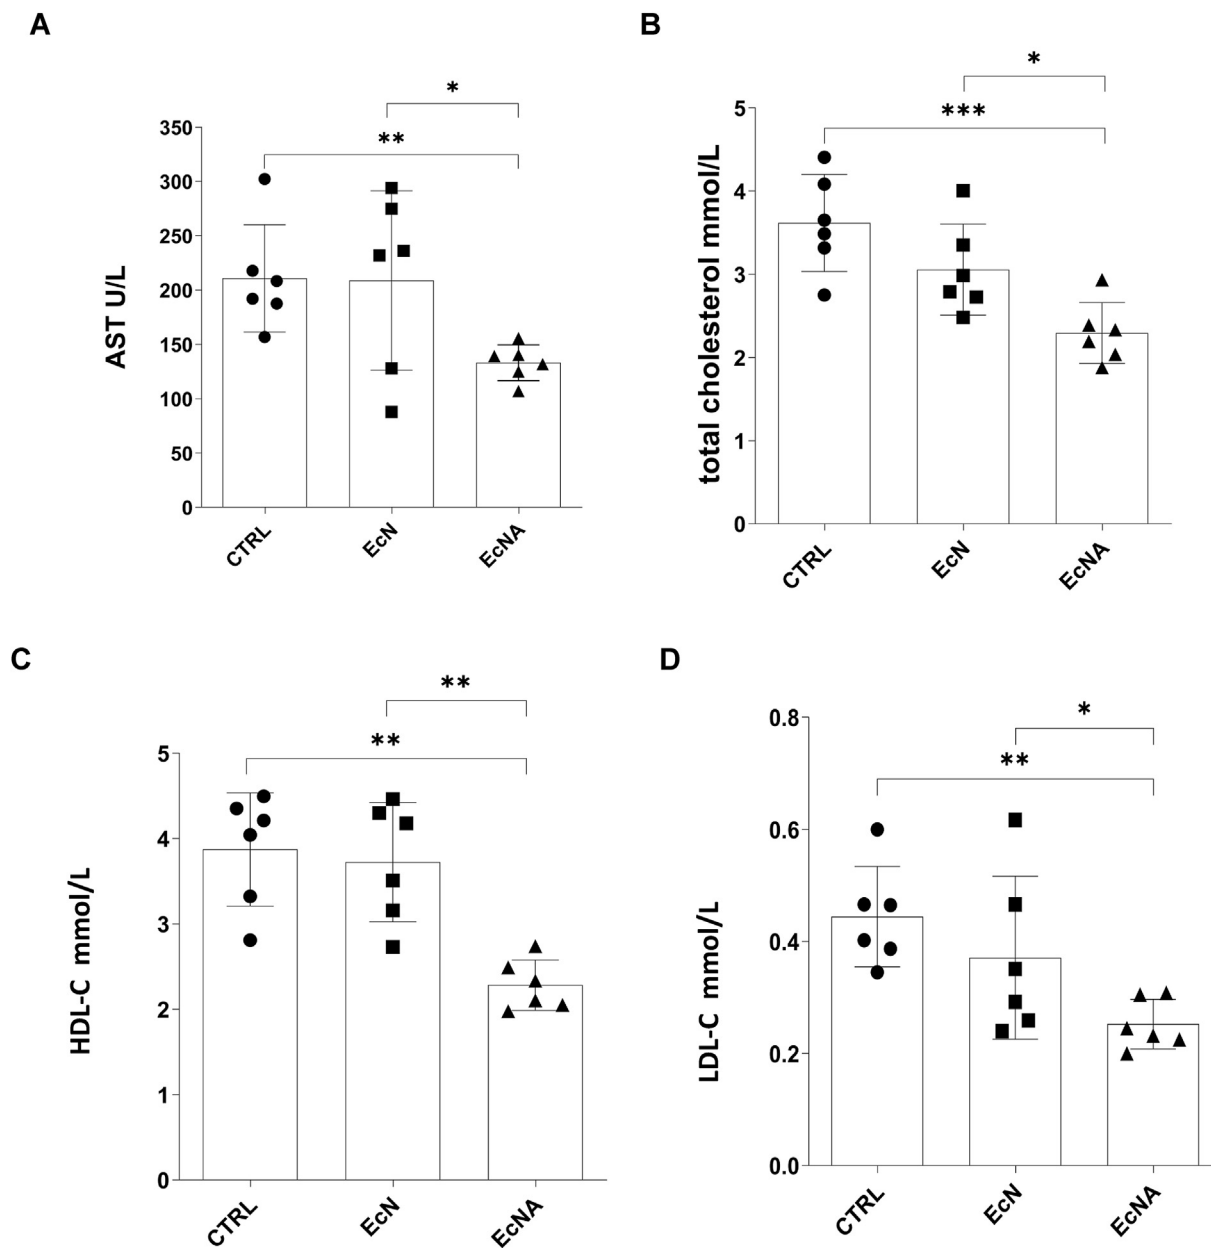 A
*
**
350
300
250
200
150
100
50
0
AST U/L
CTRL
EcN
EcNA
B
*
***
5
4
3
2
1
0
total cholesterol mmol/L
CTRL
EcN
EcNA
C
**
**
5
4
3
2
1
0
HDL-C mmol/L
CTRL
EcN
EcNA
D
*
**
0.8
0.6
0.4
0.2
0.0
LDL-C mmol/L
CTRL
EcN
EcNA